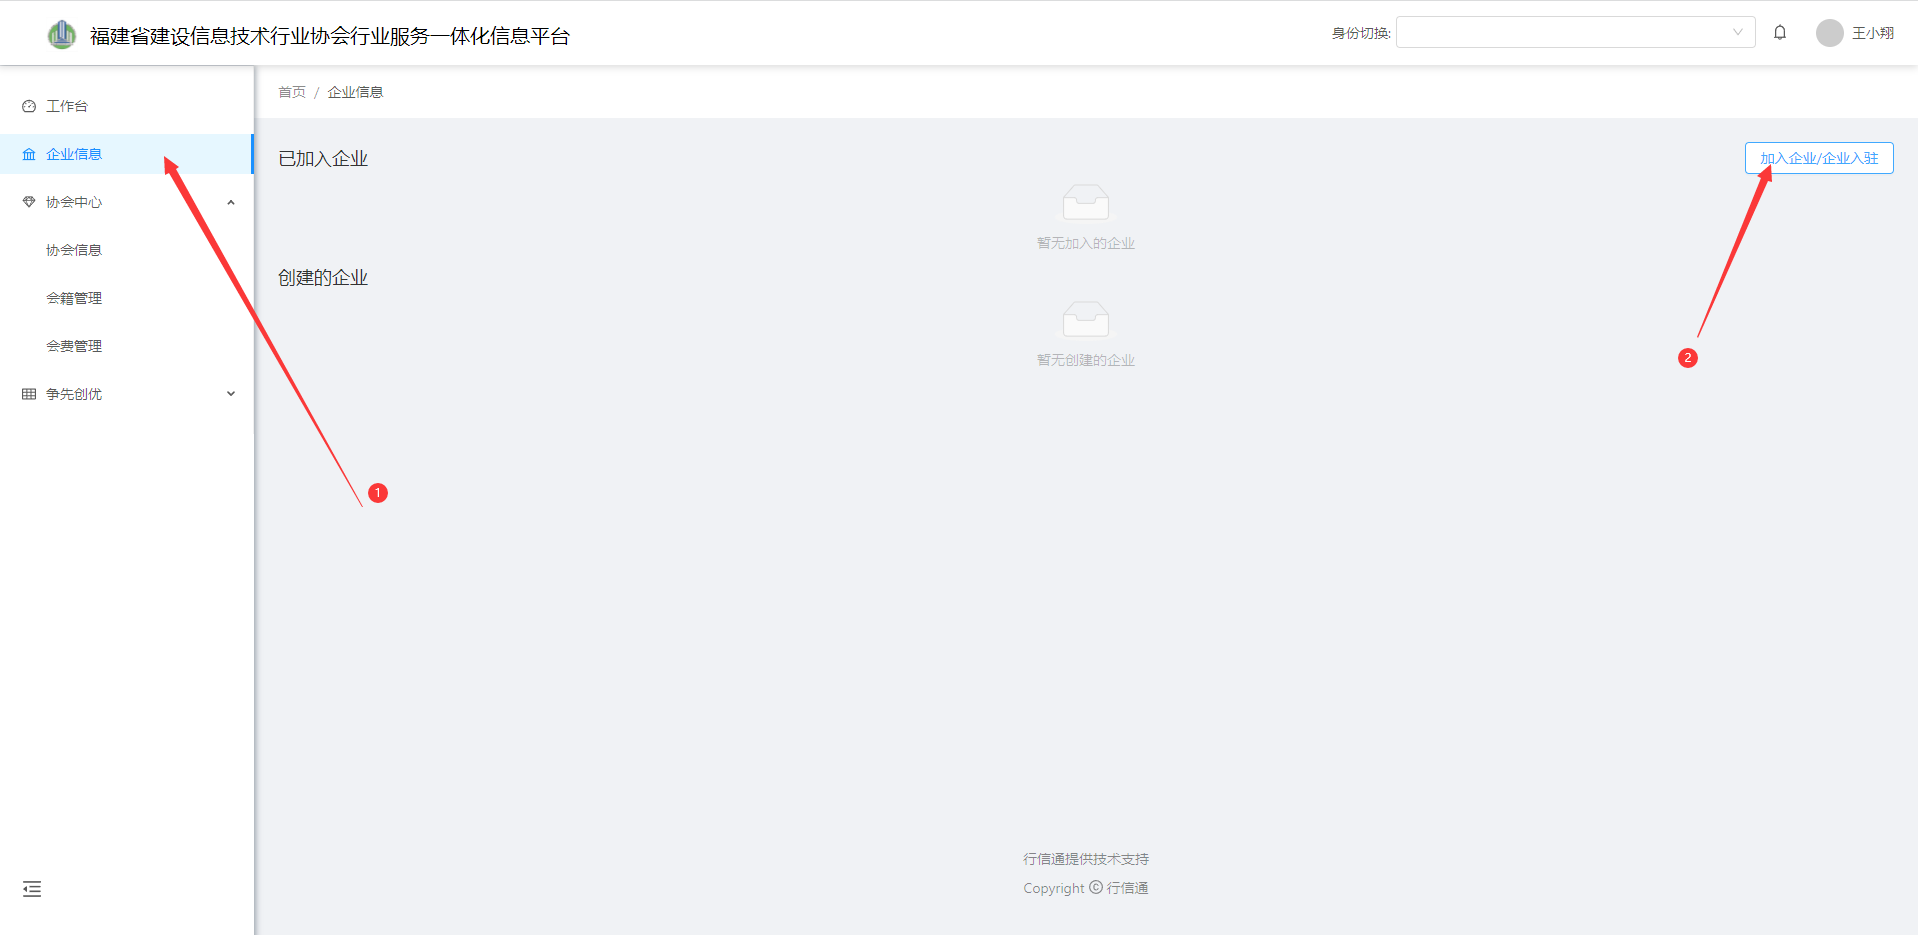 福建省建设信息技术行业协会行业服务一体化信息平台
身份切换:
王小翔
工作台
企业信息
协会中心
协会信息
会籍管理
会费管理
争先创优
首页 / 企业信息
已加入企业
加入企业/企业入驻
暂无加入的企业
创建的企业
暂无创建的企业
1
2
行信通提供技术支持
Copyright © 行信通